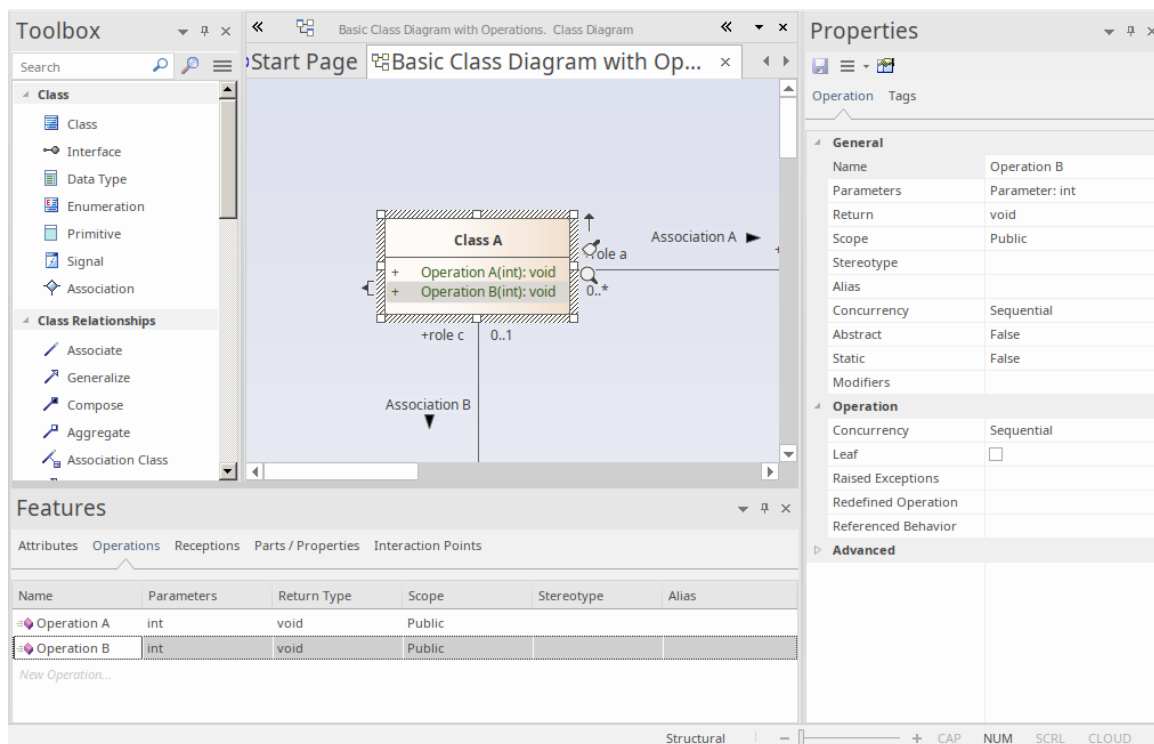 Toolbox
Search
Class
Class
Interface
Data Type
Enumeration
Primitive
Signal
Association
Class Relationships
Associate
Generalize
Compose
Aggregate
Association Class
Basic Class Diagram with Operations. Class Diagram
Start Page
Basic Class Diagram with Op...
Class A
+ Operation A(int): void
+ Operation B(int): void
Association A
+
role a
0..*
+role c 0..1
Association B
Features
Attributes Operations Receptions Parts / Properties Interaction Points
Name Parameters Return Type Scope Stereotype Alias
Operation A int void Public
Operation B int void Public
New Operation...
Properties
Operation Tags
General
Name Operation B
Parameters Parameter: int
Return void
Scope Public
Stereotype
Alias
Concurrency Sequential
Abstract False
Static False
Modifiers
Operation
Concurrency Sequential
Leaf
Raised Exceptions
Redefined Operation
Referenced Behavior
Advanced
Structural − + CAP NUM SCRL CLOUD